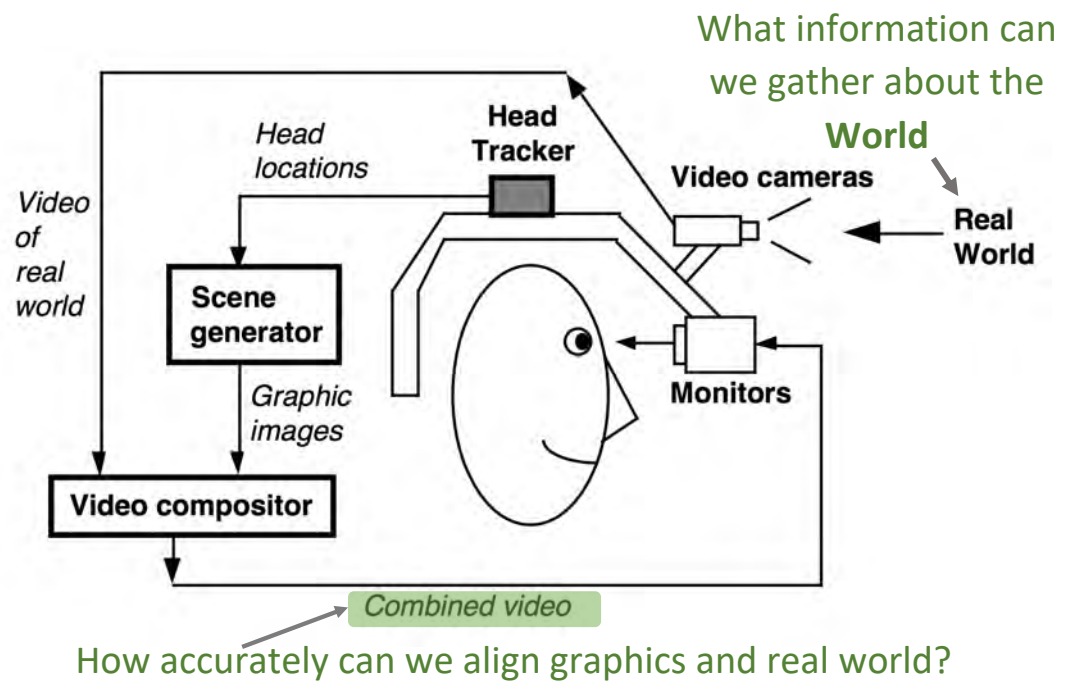 What information can
we gather about the
World
Head
Tracker
Head
locations
Video cameras
Video
of
real
world
Real
World
Scene
generator
Monitors
Graphic
images
Video compositor
Combined video
How accurately can we align graphics and real world?